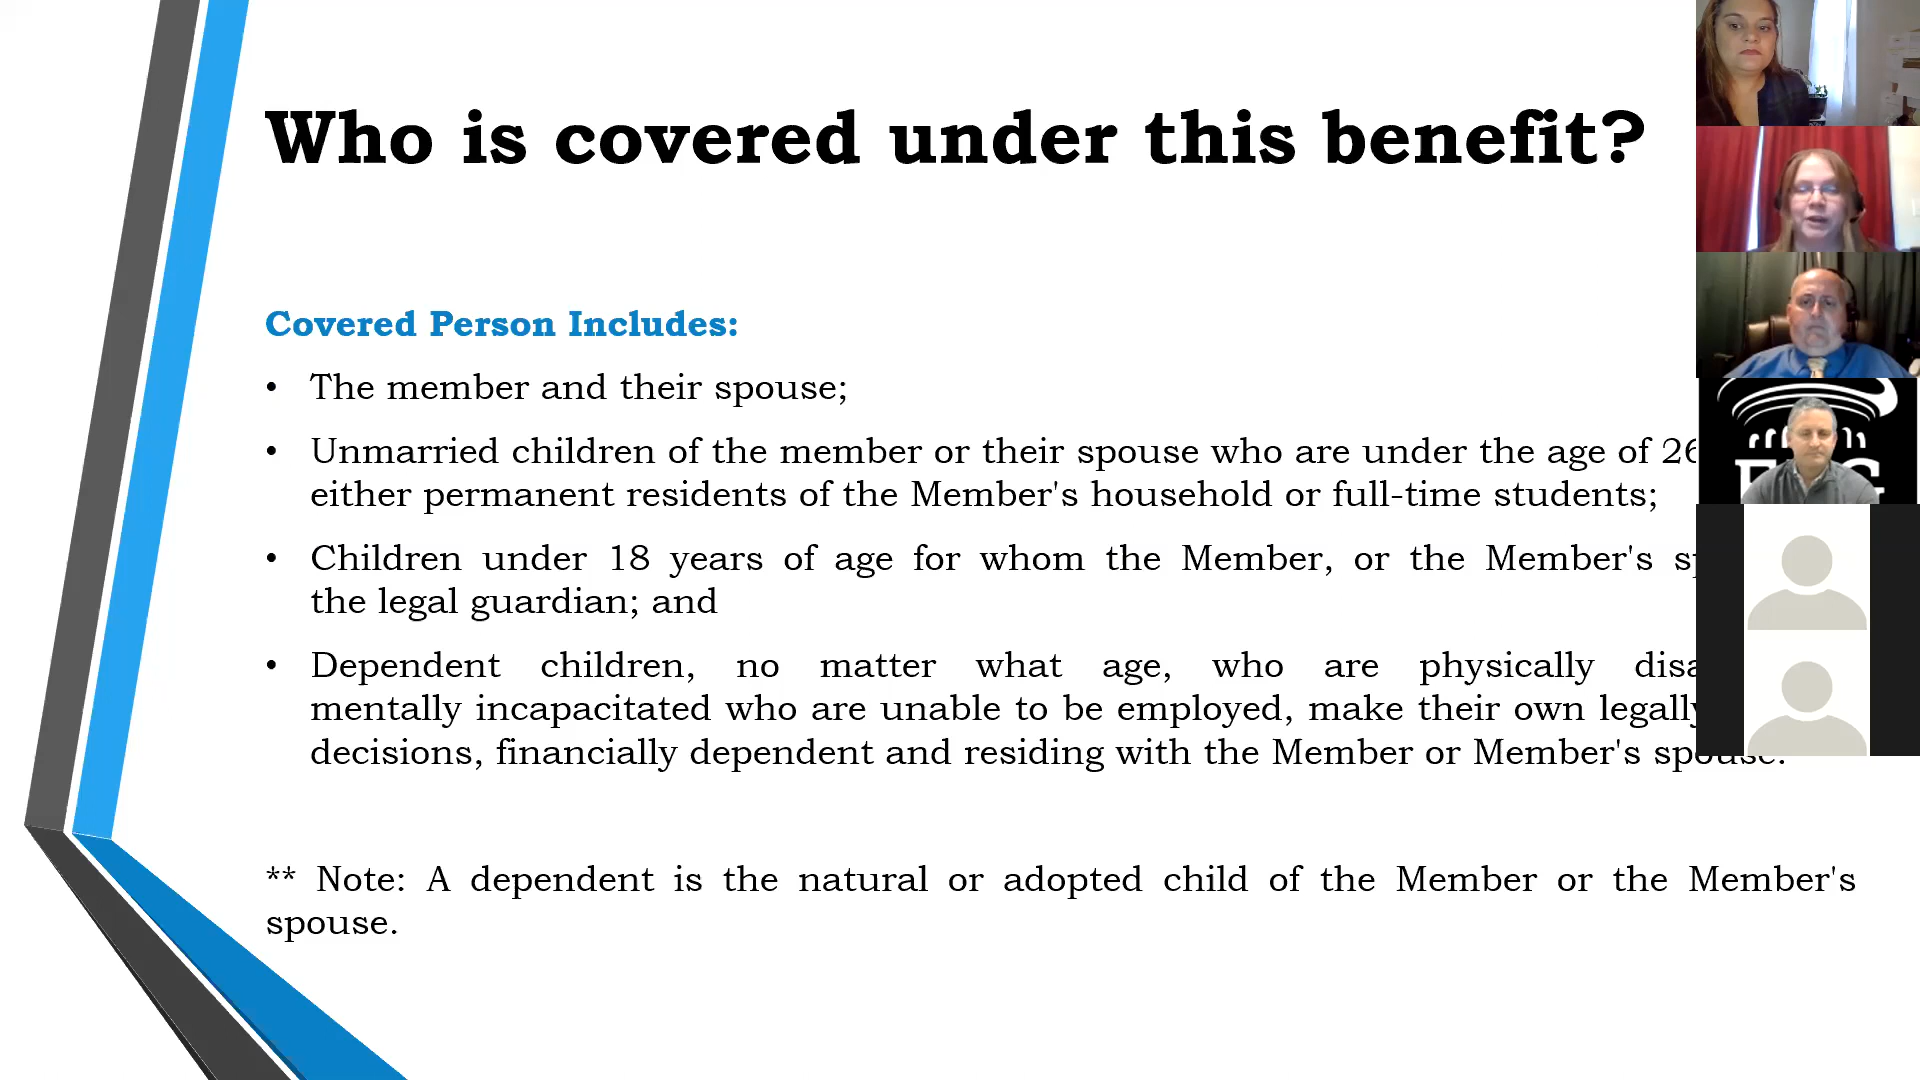 Who is covered under this benefit?
Covered Person Includes:
• The member and their spouse;
• Unmarried children of the member or their spouse who are under the age of 26
either permanent residents of the Member's household or full-time students;
• Children under 18 years of age for whom the Member, or the Member's
the legal guardian; and
• Dependent children, no matter what age, who are physically
mentally incapacitated who are unable to be employed, make their own legally
decisions, financially dependent and residing with the Member or Member's spouse.
** Note: A dependent is the natural or adopted child of the Member or the Member's
spouse.